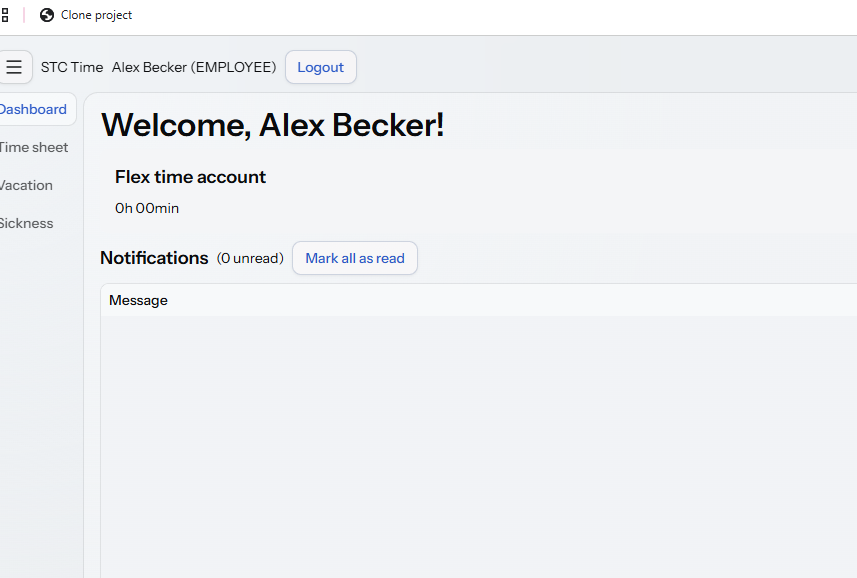 Clone project
STC Time Alex Becker (EMPLOYEE) Logout
Dashboard
Time sheet
Vacation
Sickness
Welcome, Alex Becker!
Flex time account
0h 00min
Notifications (0 unread) Mark all as read
Message